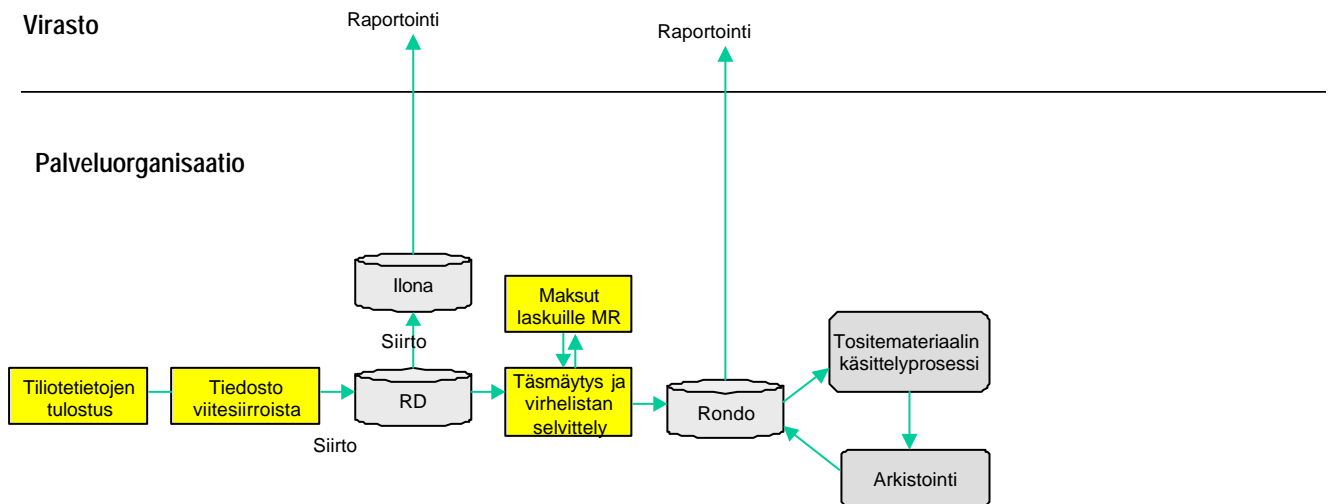 Virasto
Raportointi
Raportointi
Palveluorganisaatio
Ilona
Maksut
laskuille MR
Siirto
Tositemateriaalin
käsittelyprosessi
Tiliotetietojen
tulostus
Tiedosto
viitesiirroista
RD
Täsmäytys ja
virhelistan
selvittely
Rondo
Siirto
Arkistointi